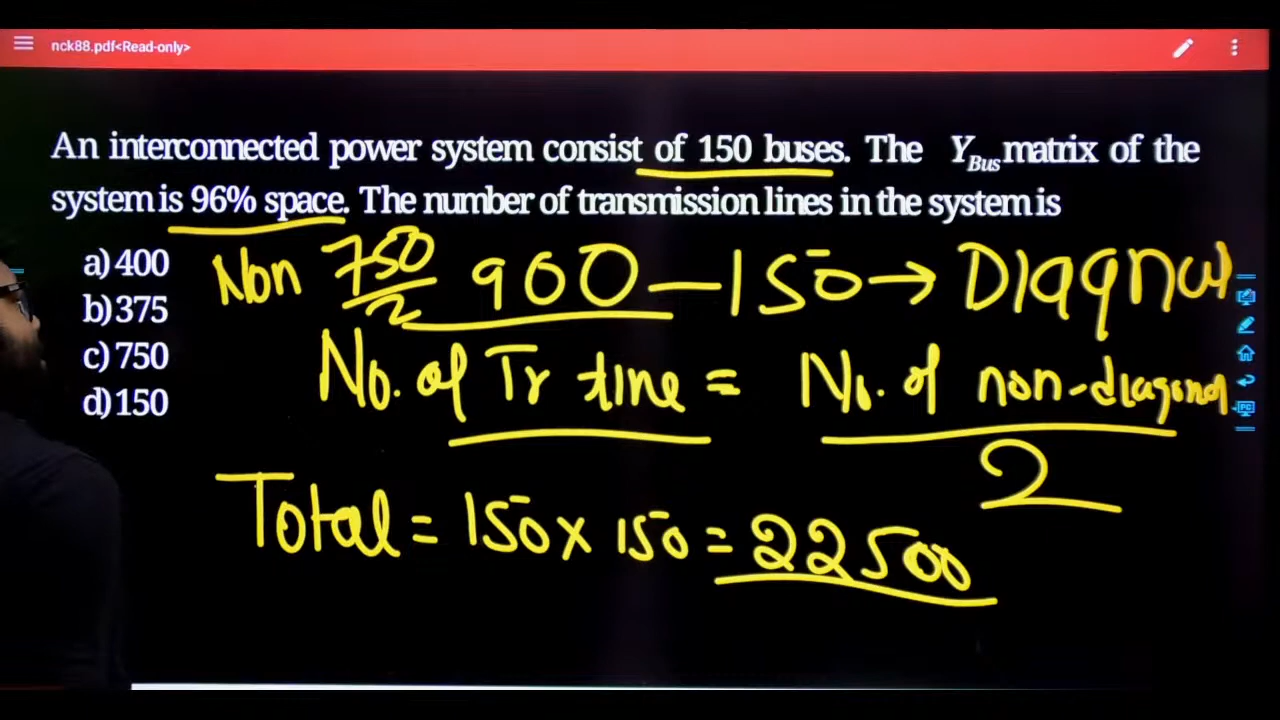 nck88.pdf<Read-only>
An interconnected power system consist of 150 buses. The YBus matrix of the
system is 96% space. The number of transmission lines in the system is
a) 400
b) 375
c) 750
d) 150
Non 750/2 900 — 150 → Diagnal
No. of Tr line = No. of non-diagonal
2
Total = 150 x 150 = 22500